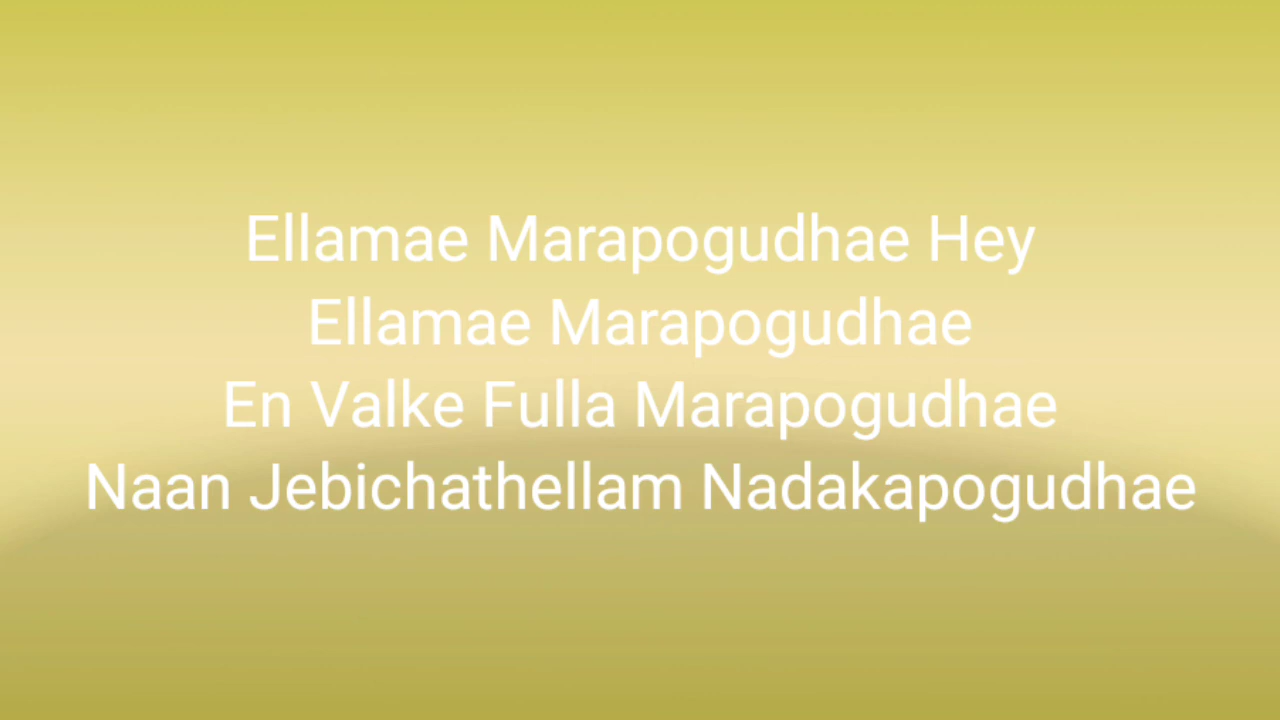 Ellamae Marapogudhae Hey
Ellamae Marapogudhae
En Valke Fulla Marapogudhae
Naan Jebichathellam Nadakapogudhae